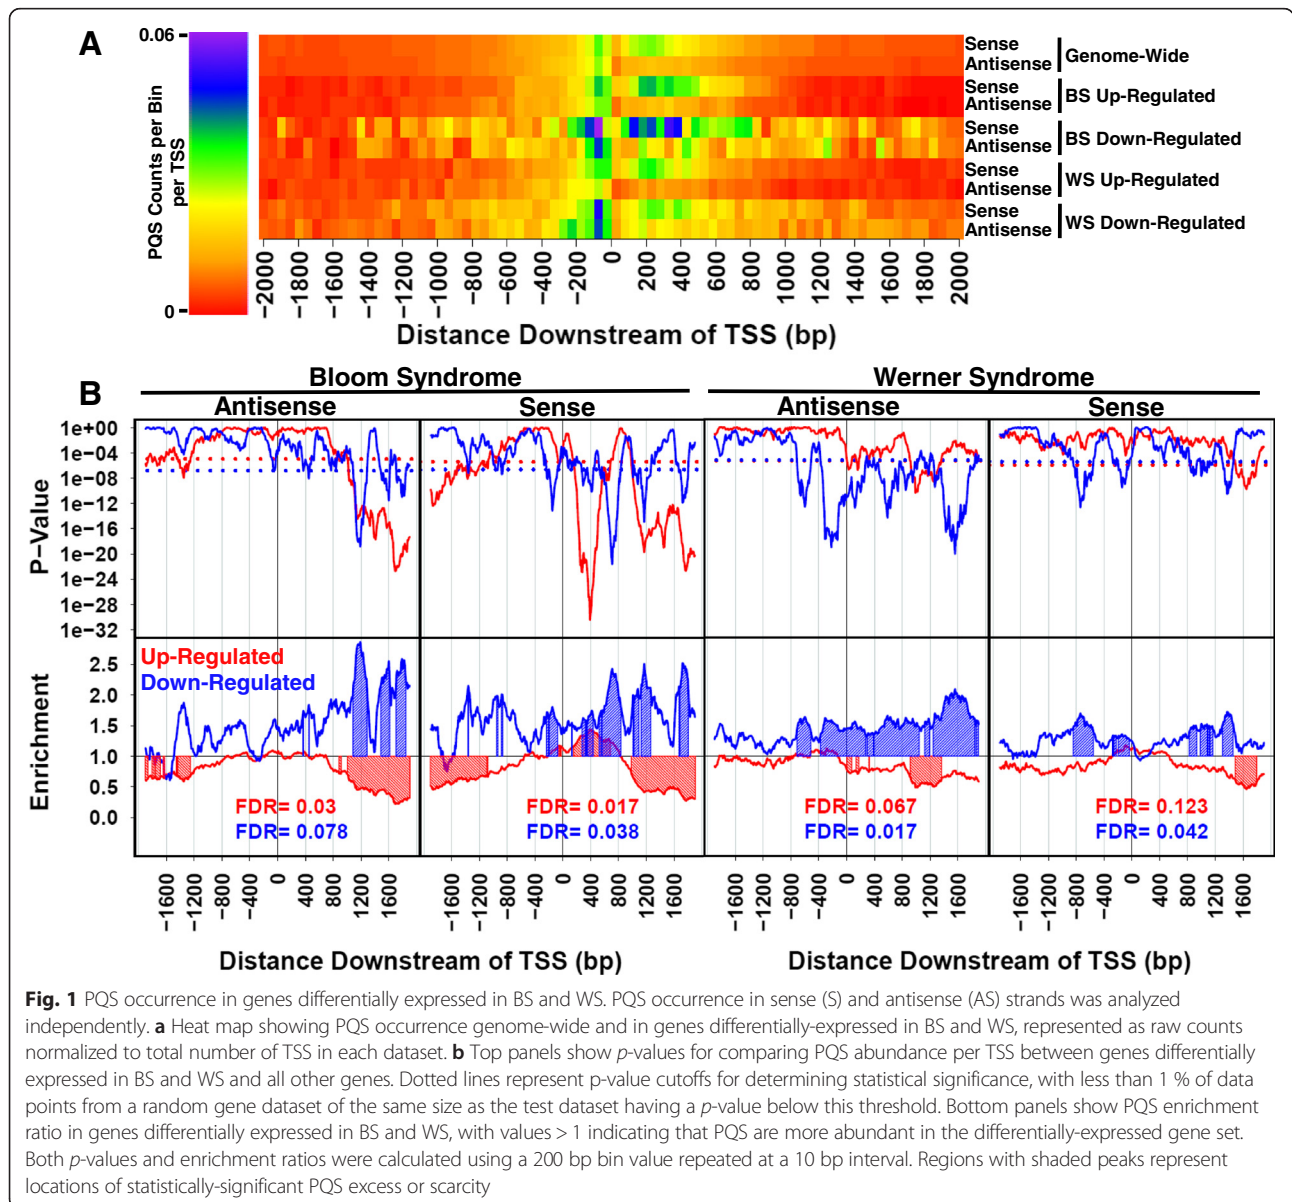 A
0.06
PQS Counts per Bin
per TSS
0
Sense
Antisense
Genome-Wide
Sense
Antisense
BS Up-Regulated
Sense
Antisense
BS Down-Regulated
Sense
Antisense
WS Up-Regulated
Sense
Antisense
WS Down-Regulated
−2000 −1800 −1600 −1400 −1200 −1000 −800 −600 −400 −200 0 200 400 600 800 1000 1200 1400 1600 1800 2000
Distance Downstream of TSS (bp)
B
Bloom Syndrome Werner Syndrome
Antisense Sense Antisense Sense
P−Value
1e+00
1e−04
1e−08
1e−12
1e−16
1e−20
1e−24
1e−28
1e−32
Enrichment
2.5
2.0
1.5
1.0
0.5
0.0
Up-Regulated
Down-Regulated
FDR= 0.03 FDR= 0.017 FDR= 0.067 FDR= 0.123
FDR= 0.078 FDR= 0.038 FDR= 0.017 FDR= 0.042
−1600 −1200 −800 −400 0 400 800 1200 1600 −1600 −1200 −800 −400 0 400 800 1200 1600 −1600 −1200 −800 −400 0 400 800 1200 1600 −1600 −1200 −800 −400 0 400 800 1200 1600
Distance Downstream of TSS (bp) Distance Downstream of TSS (bp)
Fig. 1 PQS occurrence in genes differentially expressed in BS and WS. PQS occurrence in sense (S) and antisense (AS) strands was analyzed
independently. a Heat map showing PQS occurrence genome-wide and in genes differentially-expressed in BS and WS, represented as raw counts
normalized to total number of TSS in each dataset. b Top panels show p-values for comparing PQS abundance per TSS between genes differentially
expressed in BS and WS and all other genes. Dotted lines represent p-value cutoffs for determining statistical significance, with less than 1 % of data
points from a random gene dataset of the same size as the test dataset having a p-value below this threshold. Bottom panels show PQS enrichment
ratio in genes differentially expressed in BS and WS, with values > 1 indicating that PQS are more abundant in the differentially-expressed gene set.
Both p-values and enrichment ratios were calculated using a 200 bp bin value repeated at a 10 bp interval. Regions with shaded peaks represent
locations of statistically-significant PQS excess or scarcity